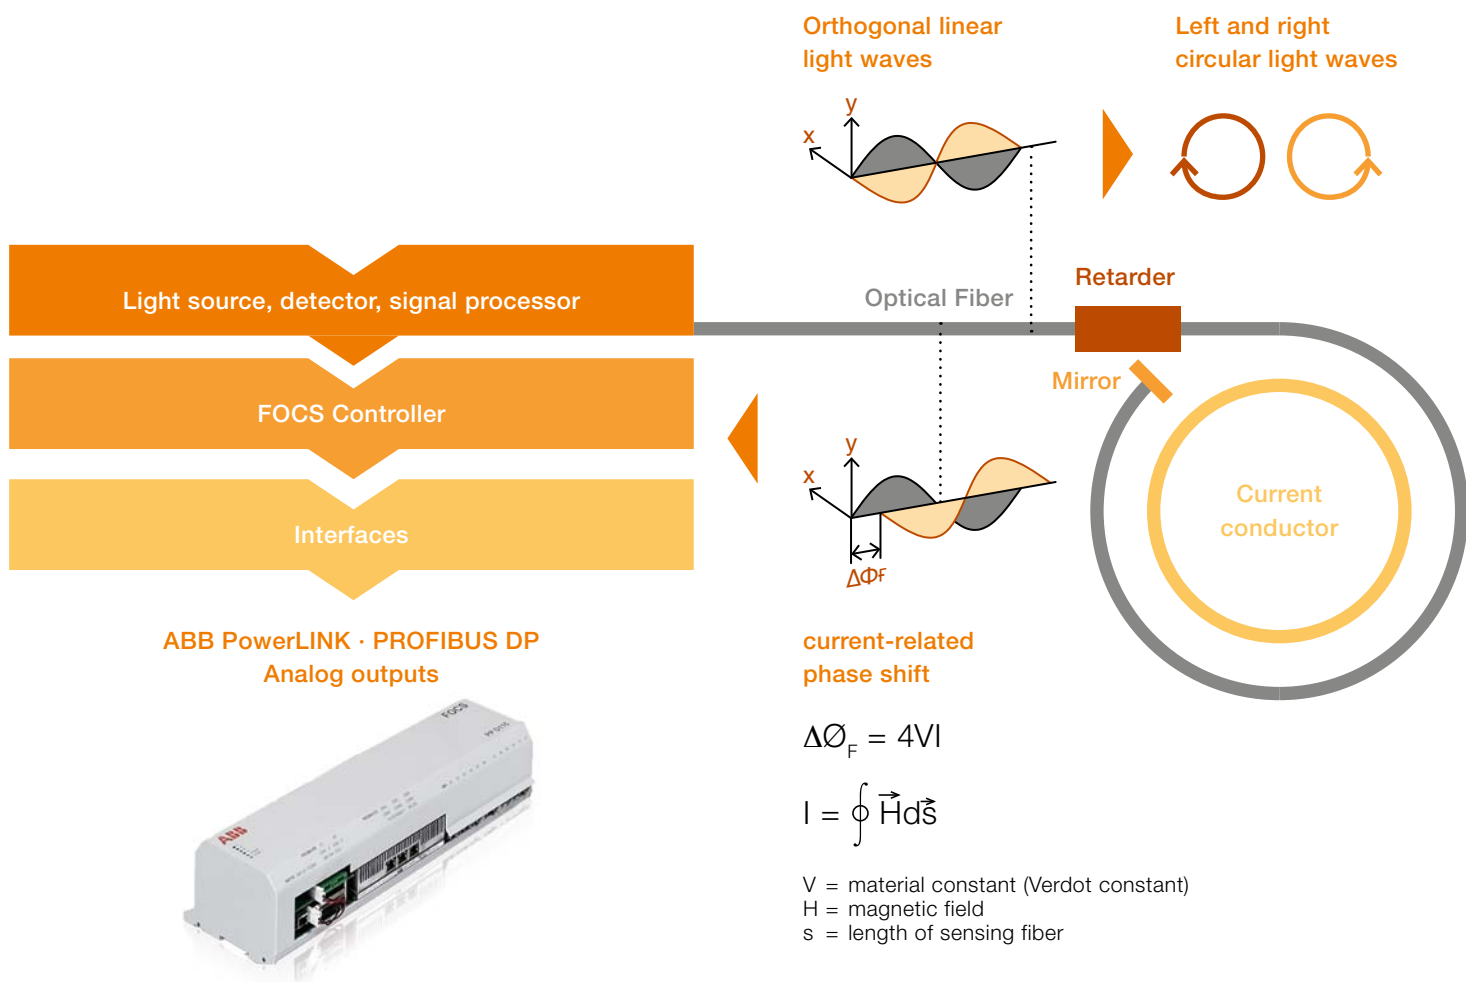 Orthogonal linear
light waves
Left and right
circular light waves
y
x
Retarder
Optical Fiber
Light source, detector, signal processor
Mirror
FOCS Controller
y
x
Current
conductor
Interfaces
ΔΦF
ABB PowerLINK · PROFIBUS DP
Analog outputs
current-related
phase shift
FOCS
ABB
ΔØF = 4VI
I = ∮ H⃗ds⃗
V = material constant (Verdot constant)
H = magnetic field
s = length of sensing fiber